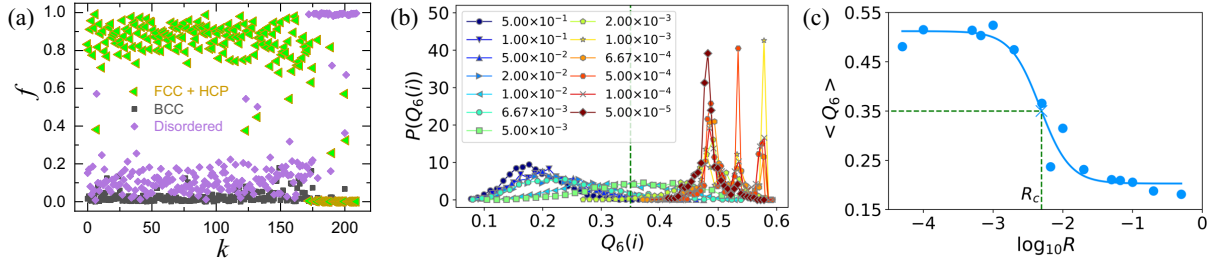 (a)
1.0
0.8
0.6
0.4
0.2
0.0
f
FCC + HCP
BCC
Disordered
0 50 100 150 200
k
(b)
50
40
30
20
10
0
P(Q₆(i))
5.00×10⁻¹
1.00×10⁻¹
5.00×10⁻²
2.00×10⁻²
1.00×10⁻²
6.67×10⁻³
5.00×10⁻³
2.00×10⁻³
1.00×10⁻³
6.67×10⁻⁴
5.00×10⁻⁴
1.00×10⁻⁴
5.00×10⁻⁵
0.1 0.2 0.3 0.4 0.5 0.6
Q₆(i)
(c)
0.55
0.45
0.35
0.25
0.15
< Q₆ >
R_c
−4 −3 −2 −1 0
log₁₀R